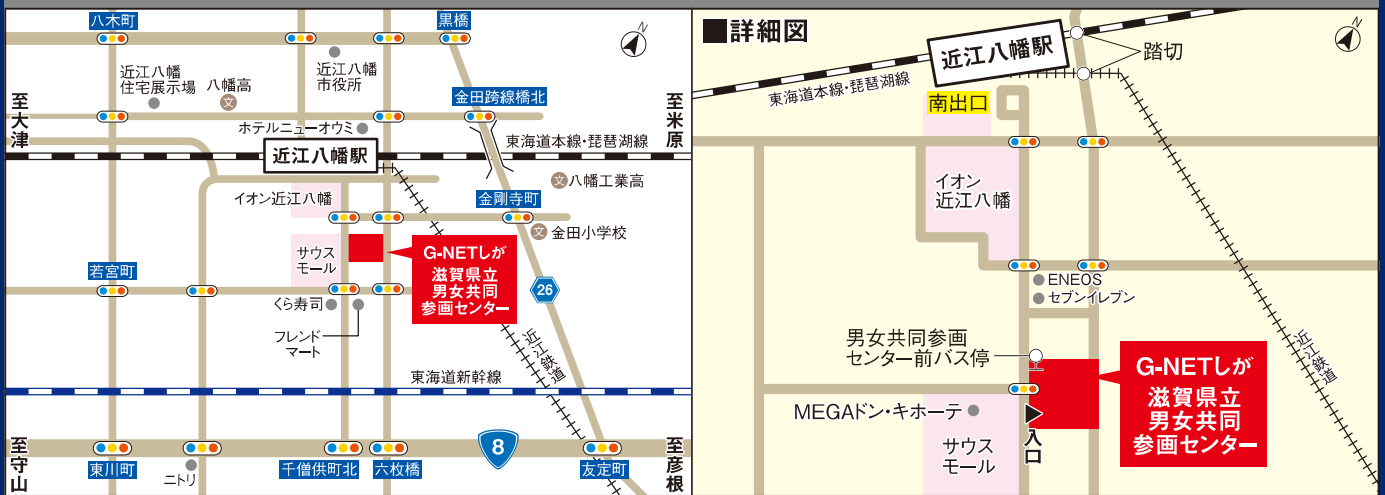 八木町
黒橋
N
近江八幡
住宅展示場
八幡高
文
近江八幡
市役所
金田跨線橋北
至大津
至米原
ホテルニューオウミ
東海道本線・琵琶湖線
近江八幡駅
文
八幡工業高
イオン近江八幡
金剛寺町
文
金田小学校
サウス
モール
G-NETしが
滋賀県立
男女共同
参画センター
若宮町
26
くら寿司
フレンド
マート
近江鉄道
東海道新幹線
至守山
至彦根
8
東川町
ニトリ
千僧供町北
六枚橋
友定町
■詳細図
N
近江八幡駅
踏切
東海道本線・琵琶湖線
南出口
イオン
近江八幡
ENEOS
セブンイレブン
男女共同参画
センター前バス停
近江鉄道
G-NETしが
滋賀県立
男女共同
参画センター
MEGAドン・キホーテ
入口
サウス
モール